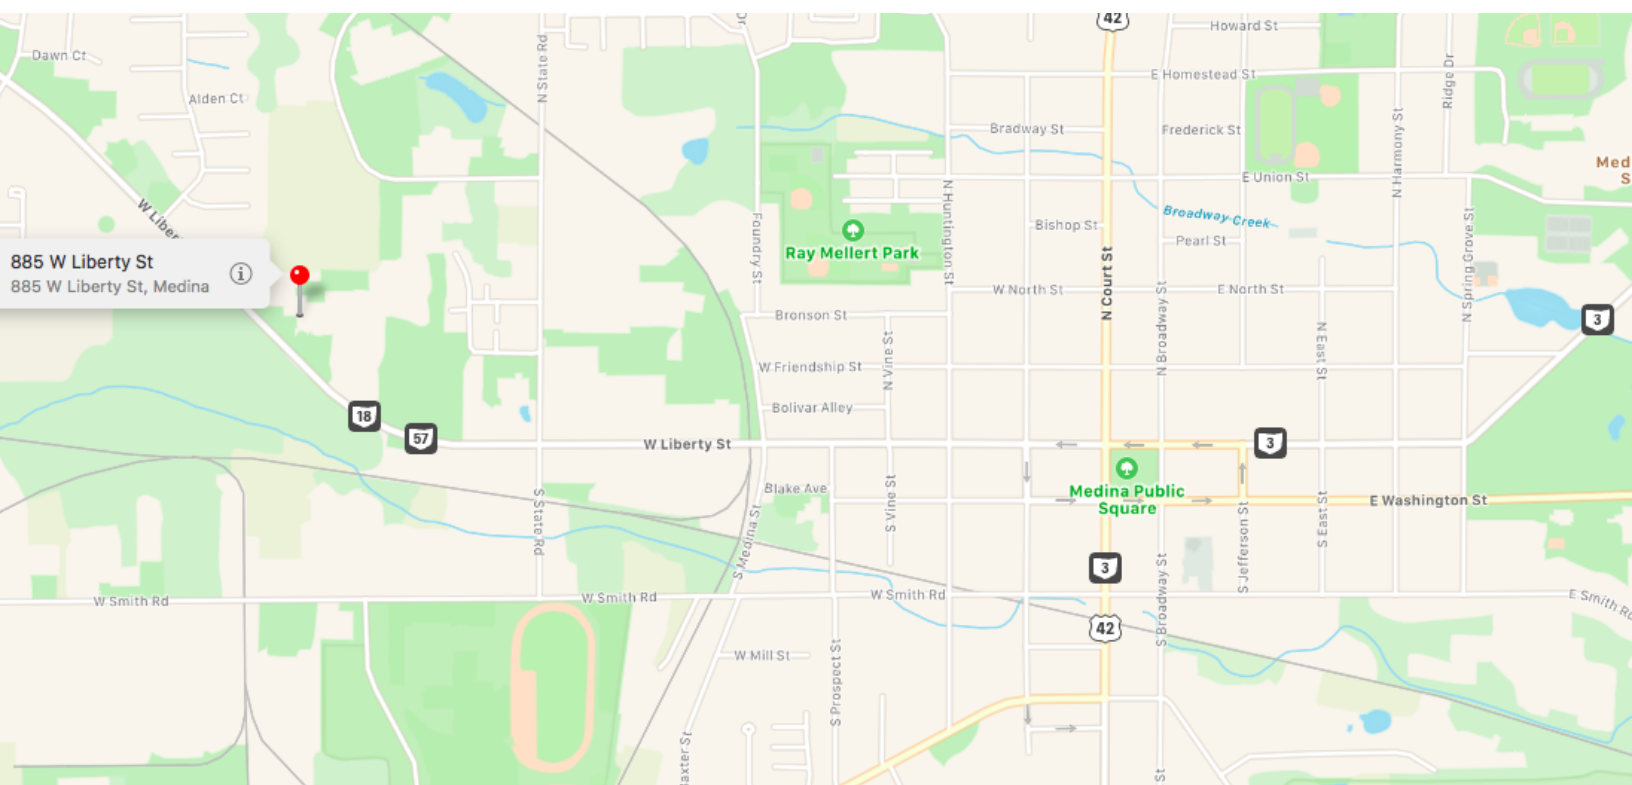 42
Howard St
Dawn Ct
N State Rd
E Homestead St
Ridge Dr
Alden Ct
Bradway St
Frederick St
N Harmony St
Med
S
E Union St
W Liber
N Huntington St
Foundry St
Broadway Creek
Bishop St
Pearl St
N Spring Grove St
Ray Mellert Park
885 W Liberty St
885 W Liberty St, Medina
N Court St
W North St
E North St
N Broadway St
Bronson St
3
N East St
N Vine St
W Friendship St
Bolivar Alley
18
57
W Liberty St
3
Medina Public
Square
Blake Ave
S Vine St
E Washington St
S State Rd
S Medina St
S East St
S Jefferson St
3
S Broadway St
W Smith Rd
W Smith Rd
W Smith Rd
E Smith Rd
42
W Mill St
S Prospect St
axter St
St